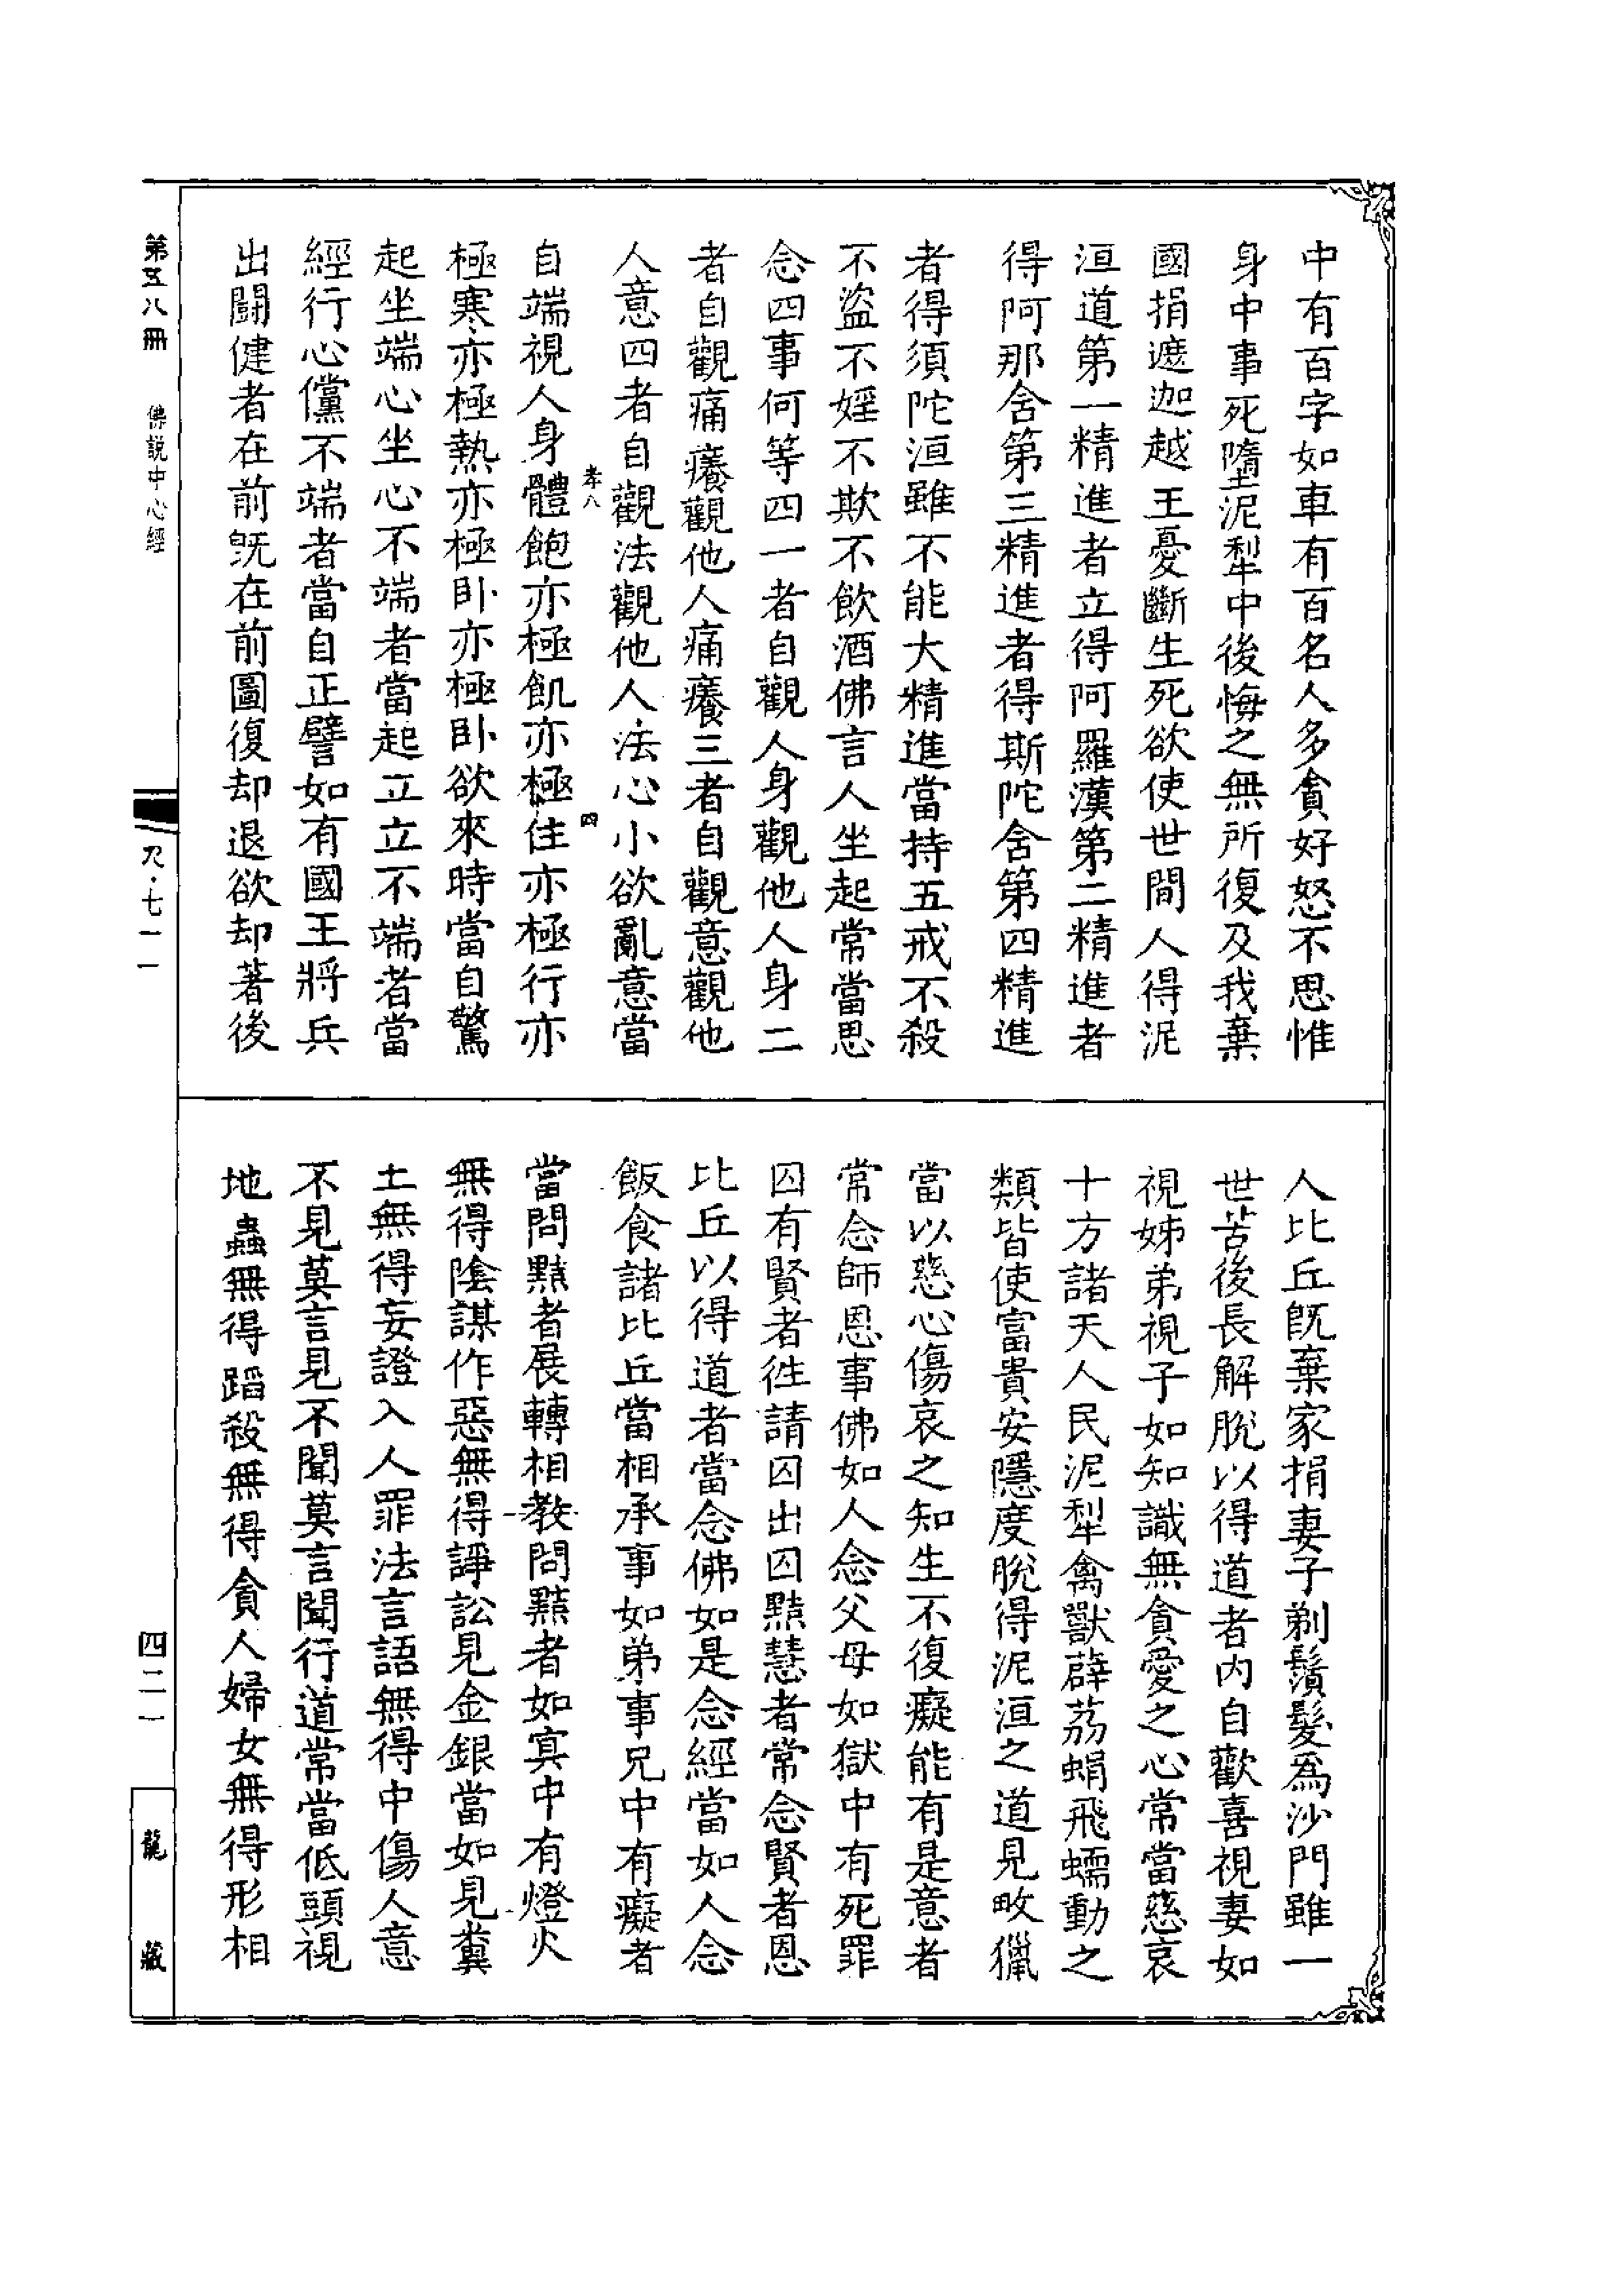 中有百字如車有百名人多貪好怒不思惟
身中事死墮泥犁中後悔之無所復及我棄
國捐遮迦越王憂斷生死欲使世間人得泥
洹道第一精進者立得阿羅漢第二精進者
得阿那舍第三精進者得斯陀舍第四精進
者得須陀洹雖不能大精進當持五戒不殺
不盜不婬不欺不飲酒佛言人坐起常當思
念四事何等四一者自觀人身觀他人身二
者自觀痛癢觀他人痛癢三者自觀意觀他
人意四者自觀法觀他人法心小欲亂意當
孝八
四
自端視人身體飽亦極飢亦極住亦極行亦
極寒亦極熱亦極臥亦極臥欲來時當自驚
起坐端心坐心不端者當起立立不端者當
經行心儻不端者當自正譬如有國王將兵
出鬪健者在前旣在前圖復却退欲却著後
人比丘旣棄家捐妻子剃鬚髮爲沙門雖一
世苦後長解脫以得道者內自歡喜視妻如
視姊弟視子如知識無貪愛之心常當慈哀
十方諸天人民泥犁禽獸薜荔蜎飛蠕動之
類皆使富貴安隱度脫得泥洹之道見畋獵
當以慈心傷哀之知生不復癡能有是意者
常念師恩事佛如人念父母如獄中有死罪
囚有賢者徃請囚出囚黠慧者常念賢者恩
比丘以得道者當念佛如是念經當如人念
飯食諸比丘當相承事如弟事兄中有癡者
當問黠者展轉相教問黠者如冥中有燈火
無得陰謀作惡無得諍訟見金銀當如見糞
土無得妄證入人罪法言語無得中傷人意
不見莫言見不聞莫言聞行道常當低頭視
地蟲無得蹈殺無得貪人婦女無得形相
第五八冊
佛說中心經
尺·七一一
四二一
龍藏